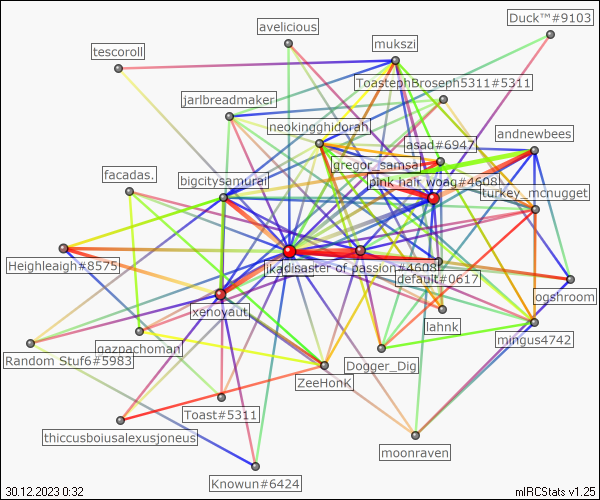 Duck™#9103
avelicious
mukszi
tescoroll
ToastephBroseph5311#5311
jarlbreadmaker
neokingghidorah
asad#6947
andnewbees
gregor_samsa
facadas.
bigcitysamurai
pink hair woag#4608
turkey_mcnugget
Heighleaigh#8575
disaster of passion#4608
default#0617
ogshroom
xenovaut
lahnk
mingus4742
Random Stuf6#5983
gazpachoman
Dogger_Dig
ZeeHonk
Toast#5311
thiccusboiusalexusjoneus
moonraven
Knowun#6424
30.12.2023 0:32
mIRCStats v1.25